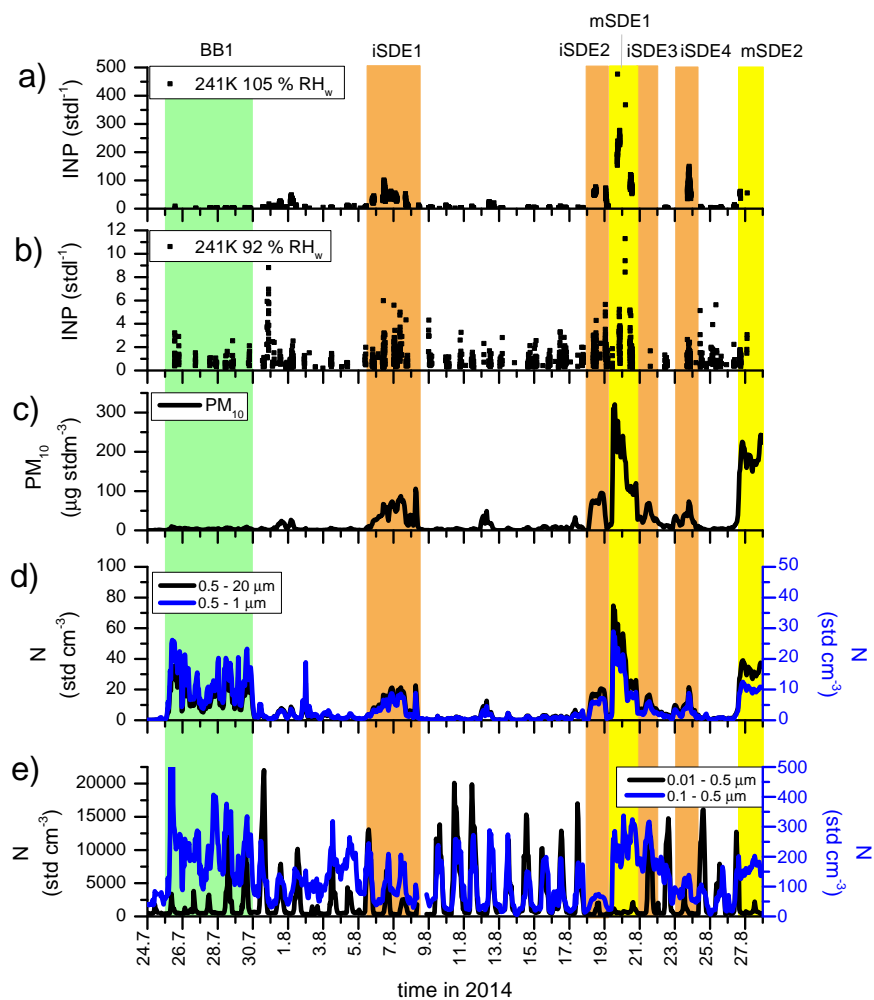 mSDE1
BB1
iSDE1
iSDE2
iSDE3
iSDE4
mSDE2
a)
500
400
300
200
100
0
INP (stdl⁻¹)
241K 105 % RHw
b)
12
10
8
6
4
2
0
INP (stdl⁻¹)
241K 92 % RHw
c)
300
200
100
0
PM₁₀
(µg stdm⁻³)
PM₁₀
d)
100
80
60
40
20
0
N
(std cm⁻³)
0.5 - 20 µm
0.5 - 1 µm
50
40
30
20
10
0
N
(std cm⁻³)
e)
20000
15000
10000
5000
0
N
(std cm⁻³)
0.01 - 0.5 µm
0.1 - 0.5 µm
500
400
300
200
100
0
N
(std cm⁻³)
24.7
26.7
28.7
30.7
1.8
3.8
5.8
7.8
9.8
11.8
13.8
15.8
17.8
19.8
21.8
23.8
25.8
27.8
time in 2014